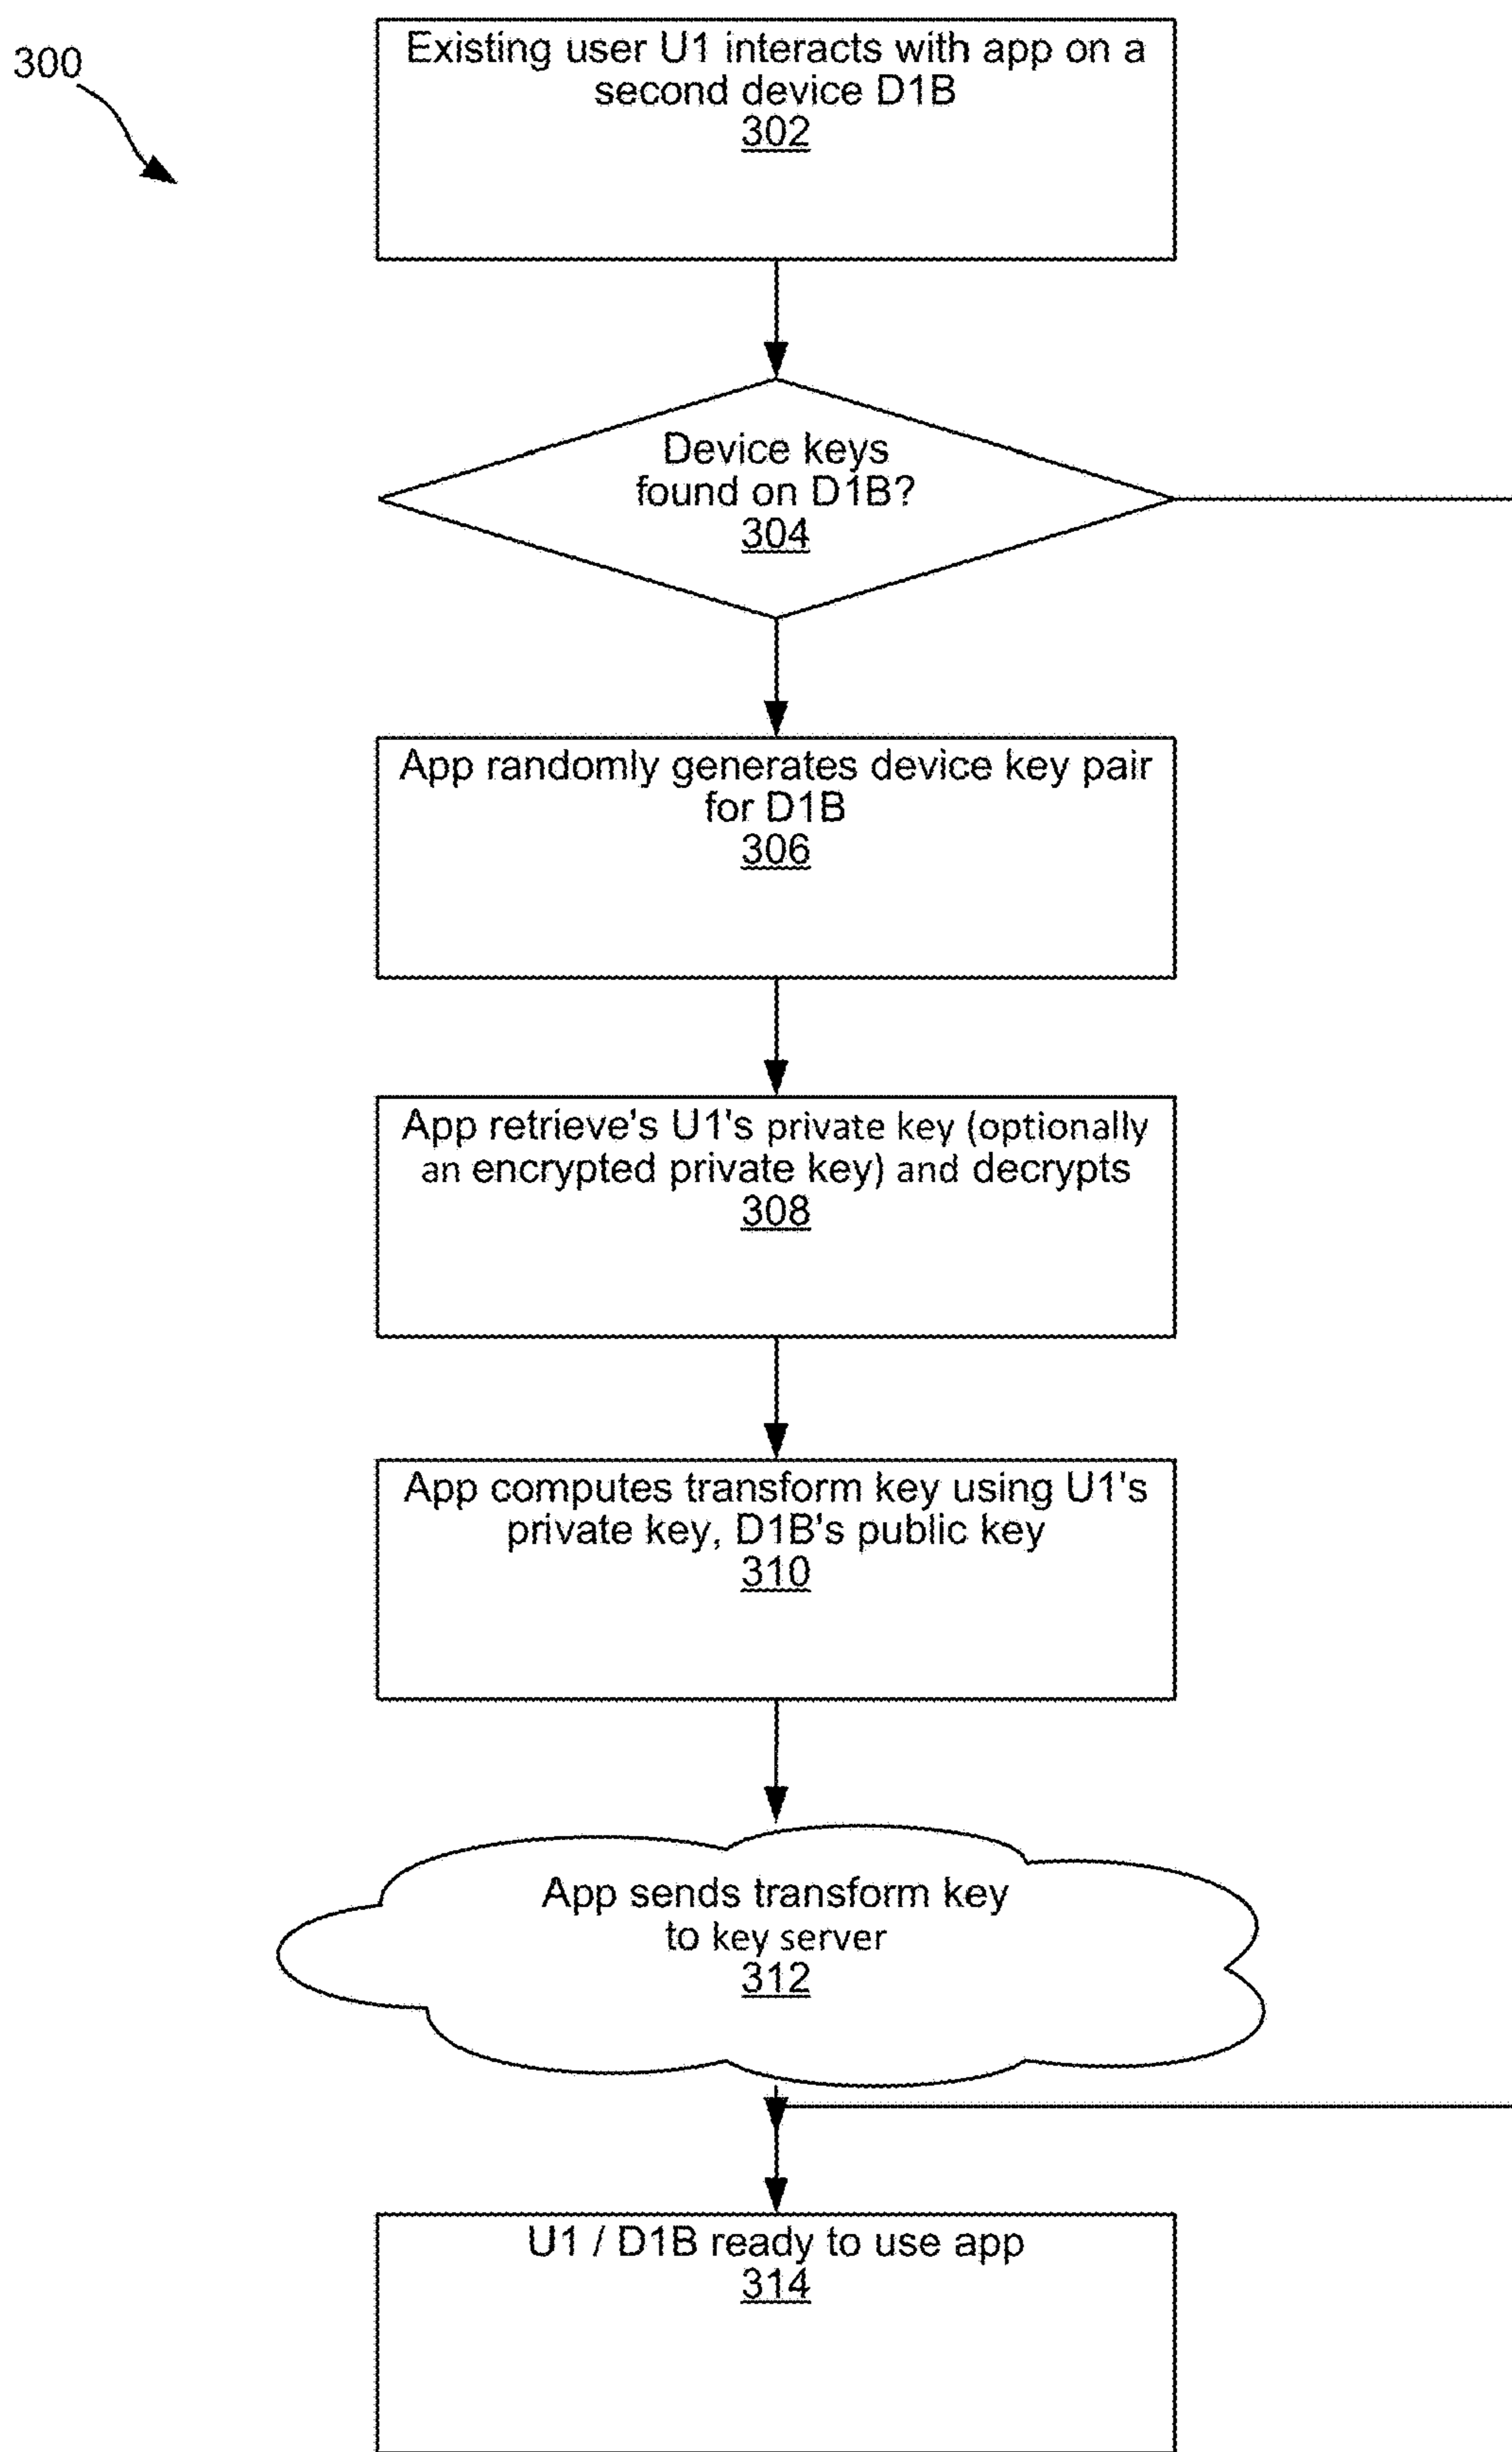 300
Existing user U1 interacts with app on a
second device D1B
302
Device keys
found on D1B?
304
App randomly generates device key pair
for D1B
306
App retrieve's U1's private key (optionally
an encrypted private key) and decrypts
308
App computes transform key using U1's
private key, D1B's public key
310
App sends transform key
to key server
312
U1 / D1B ready to use app
314